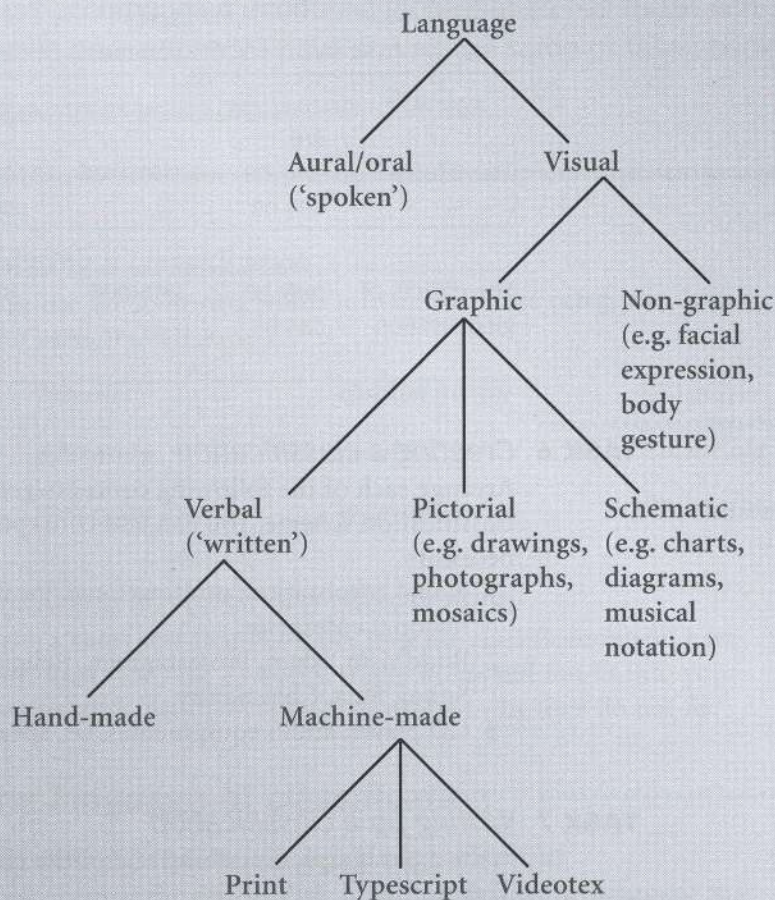 Language
Aural/oral
(‘spoken’)
Visual
Graphic
Non-graphic
(e.g. facial
expression,
body
gesture)
Verbal
(‘written’)
Pictorial
(e.g. drawings,
photographs,
mosaics)
Schematic
(e.g. charts,
diagrams,
musical
notation)
Hand-made
Machine-made
Print
Typescript
Videotex